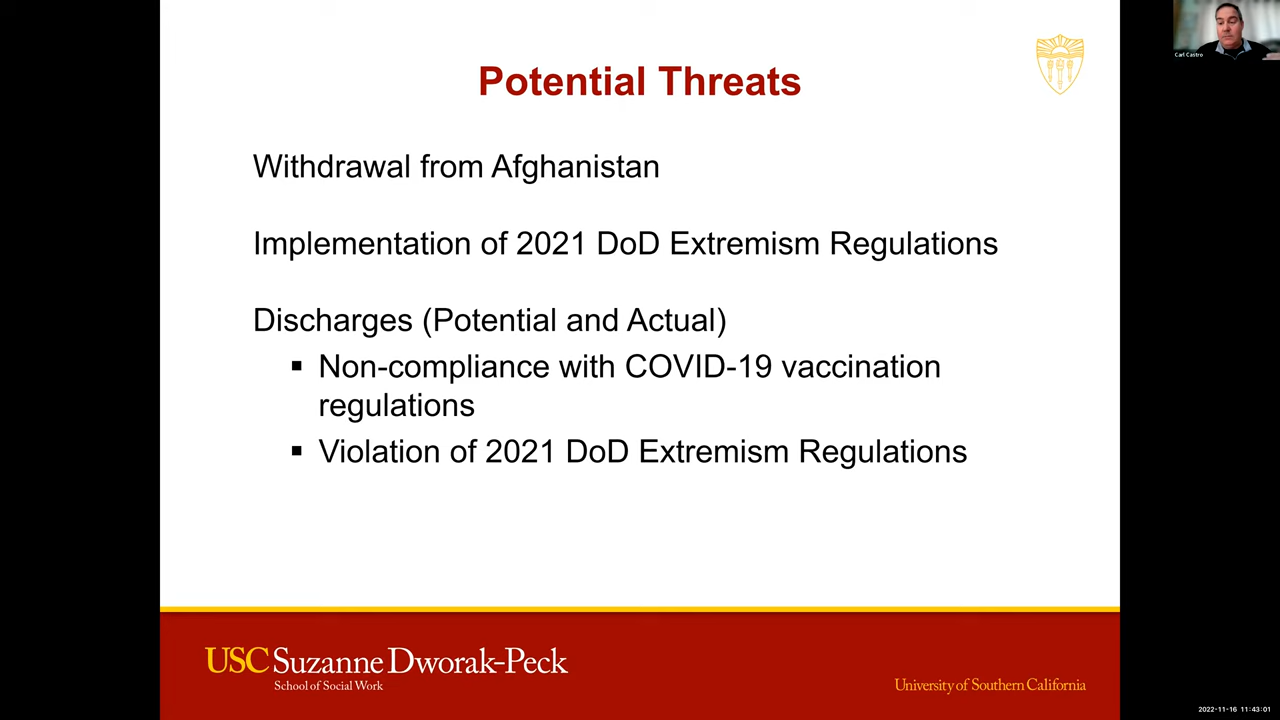 Carl Castro
Potential Threats
Withdrawal from Afghanistan
Implementation of 2021 DoD Extremism Regulations
Discharges (Potential and Actual)
▪ Non-compliance with COVID-19 vaccination
regulations
▪ Violation of 2021 DoD Extremism Regulations
USC Suzanne Dworak-Peck
School of Social Work
University of Southern California
2022-11-16 11:43:01